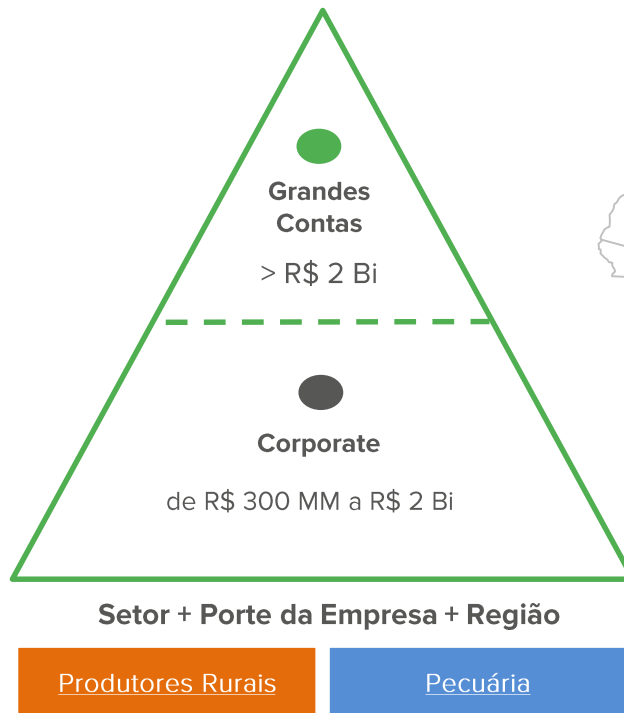 Grandes
Contas
> R$ 2 Bi
Corporate
de R$ 300 MM a R$ 2 Bi
Setor + Porte da Empresa + Região
Produtores Rurais
Pecuária